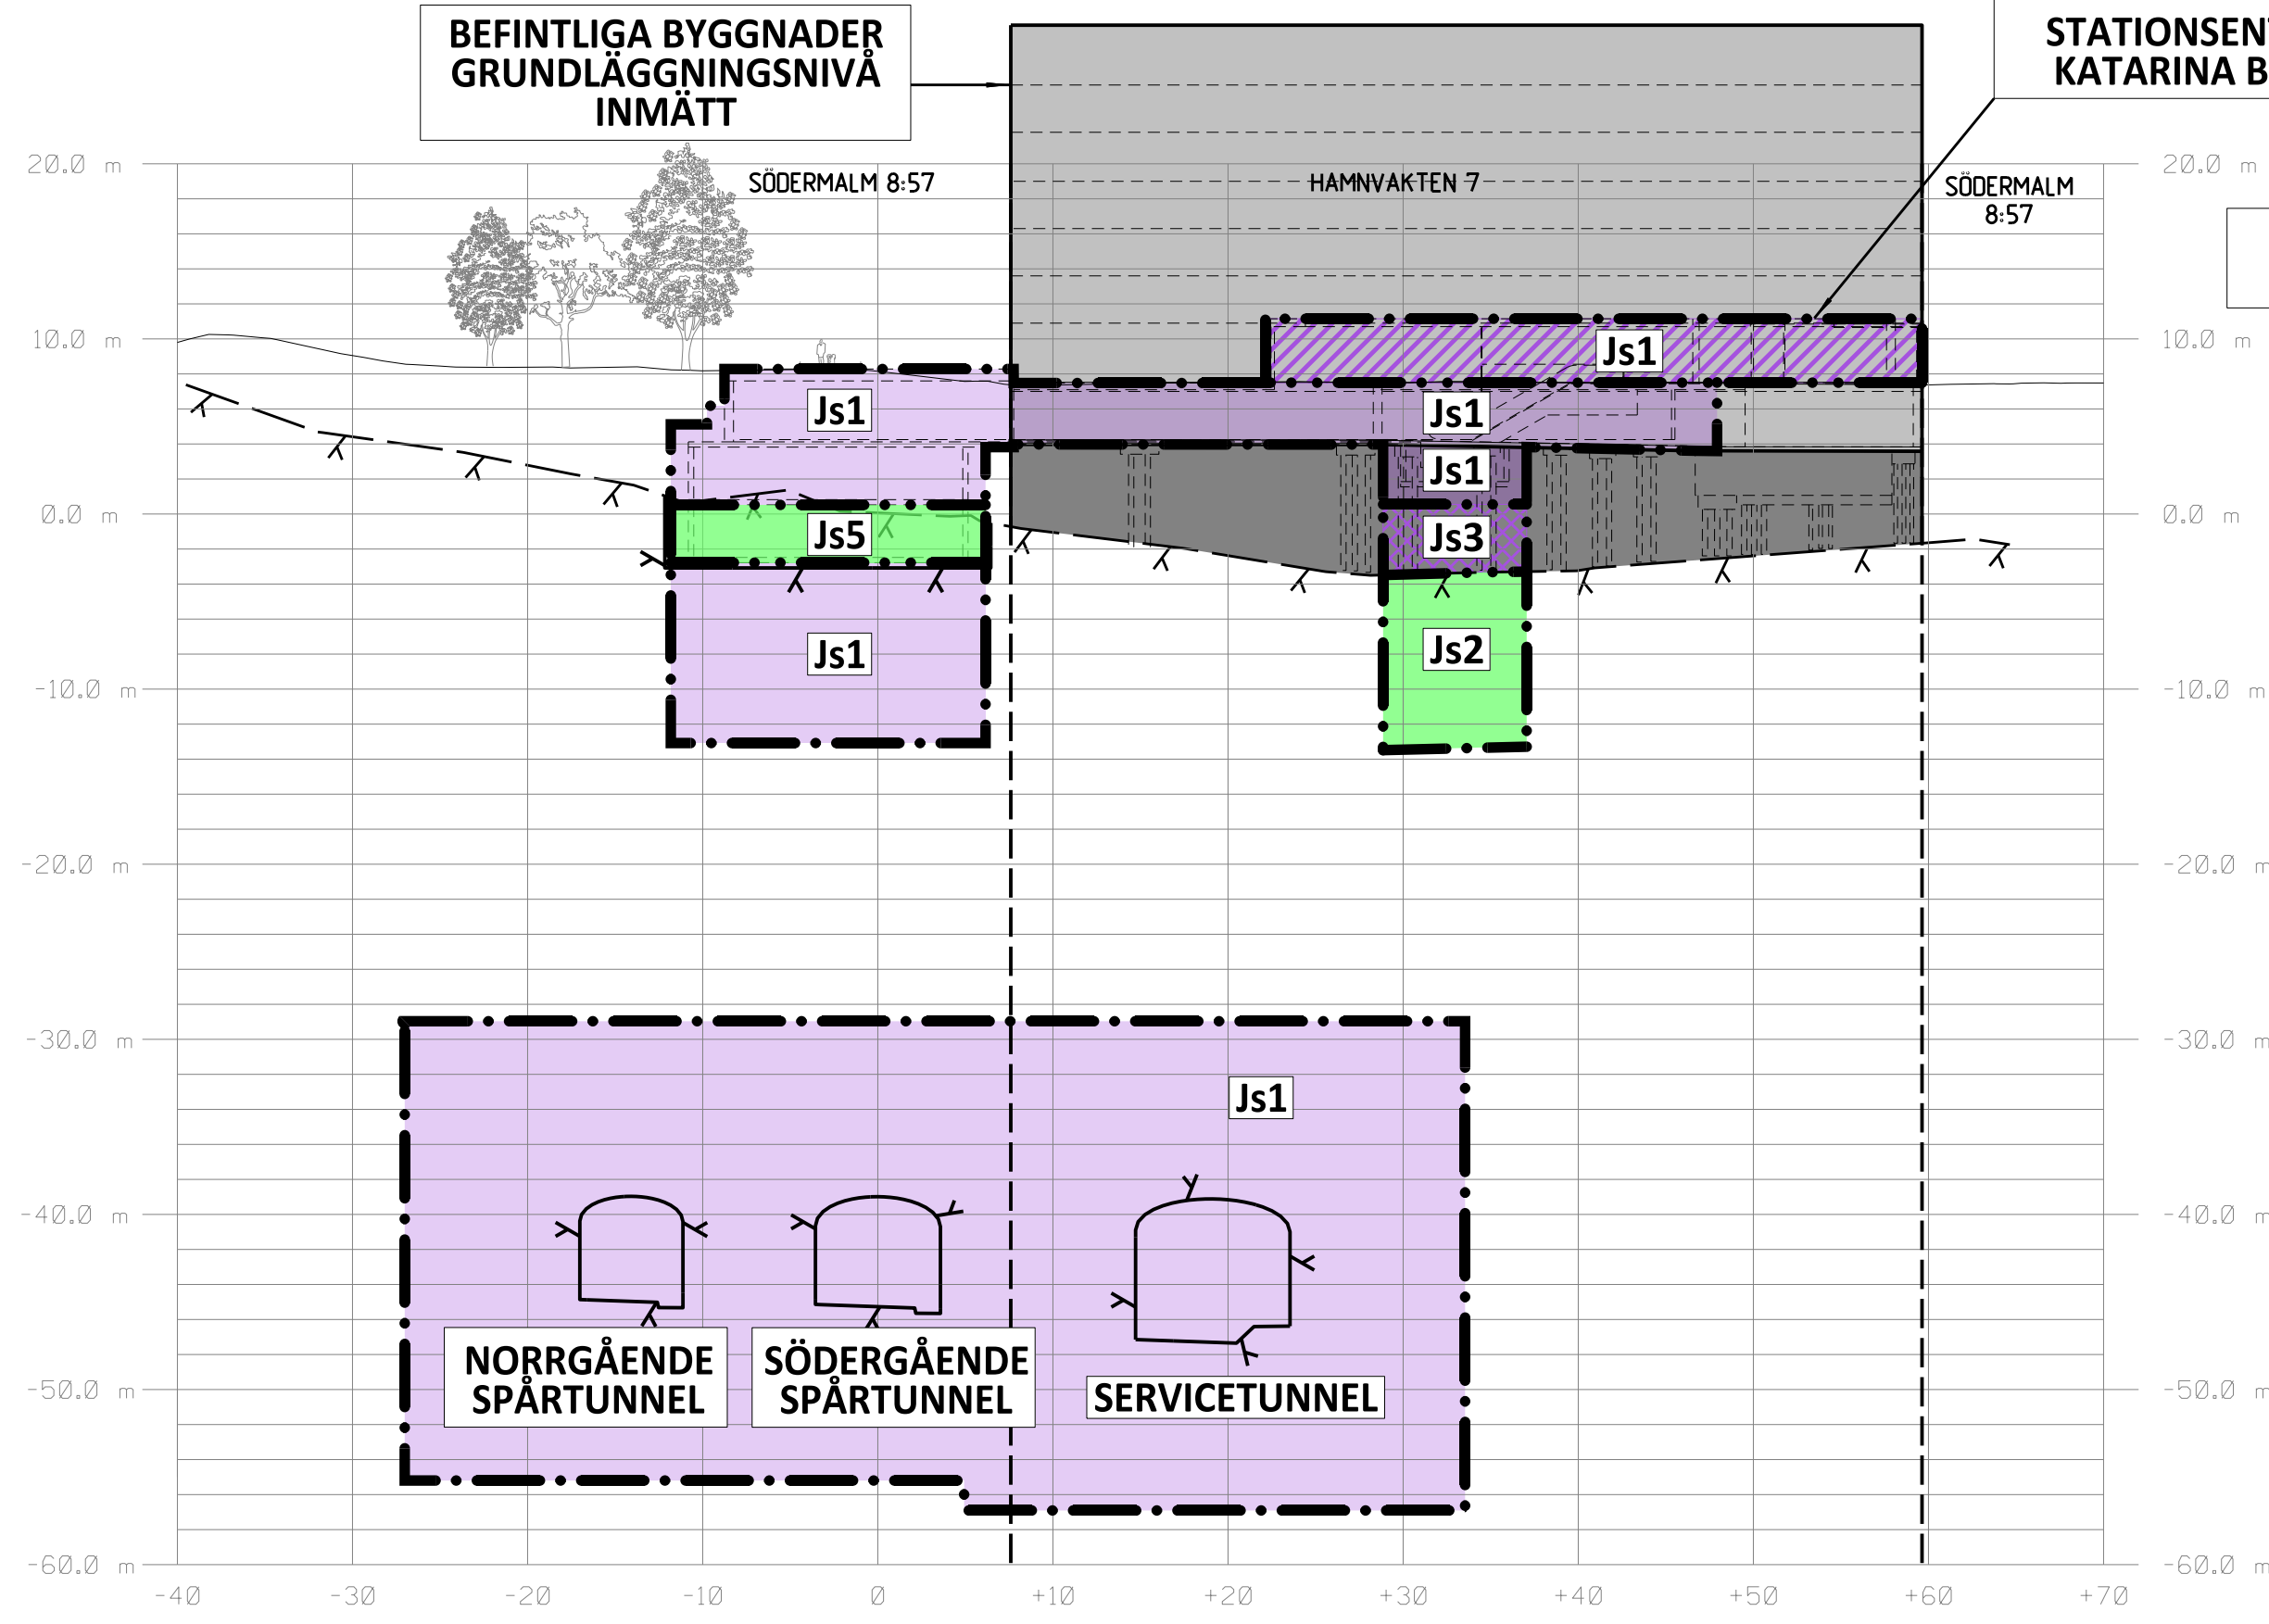 BEFINTLIGA BYGGNADER
GRUNDLÄGGNINGSNIVÅ
INMÄTT
STATIONSEN
KATARINA B
20.0 m
SÖDERMALM 8:57
HAMNVAKTEN 7
SÖDERMALM
8:57
20.0 m
10.0 m
Js1
10.0 m
Js1
Js1
Js1
0.0 m
Js5
Js3
0.0 m
Js1
Js2
-10.0 m
-10.0 m
-20.0 m
-20.0 m
-30.0 m
-30.0 m
Js1
-40.0 m
-40.0 m
NORRGÅENDE
SPÅRTUNNEL
SÖDERGÅENDE
SPÅRTUNNEL
SERVICETUNNEL
-50.0 m
-50.0 m
-60.0 m
-60.0 m
-40 -30 -20 -10 0 +10 +20 +30 +40 +50 +60 +70